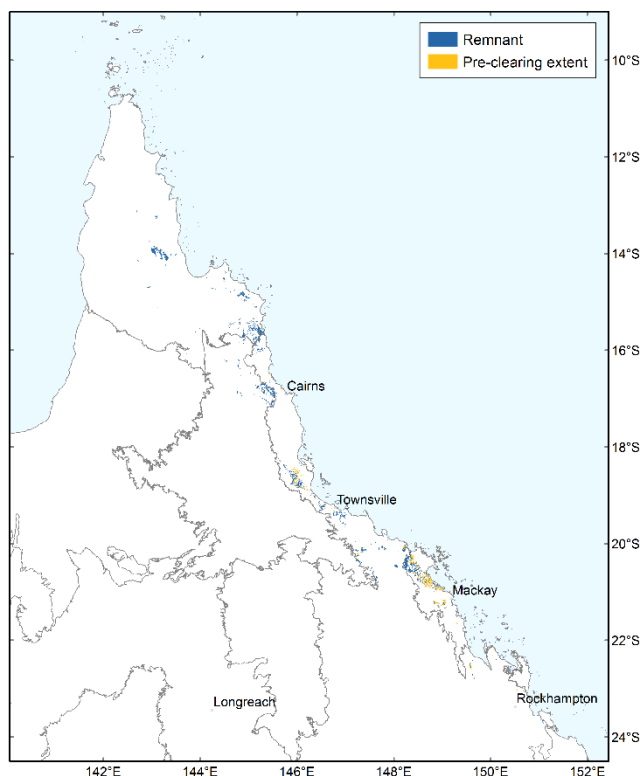 Remnant
Pre-clearing extent
10°S
12°S
14°S
16°S
Cairns
18°S
Townsville
20°S
Mackay
22°S
Longreach
Rockhampton
24°S
142°E
144°E
146°E
148°E
150°E
152°E